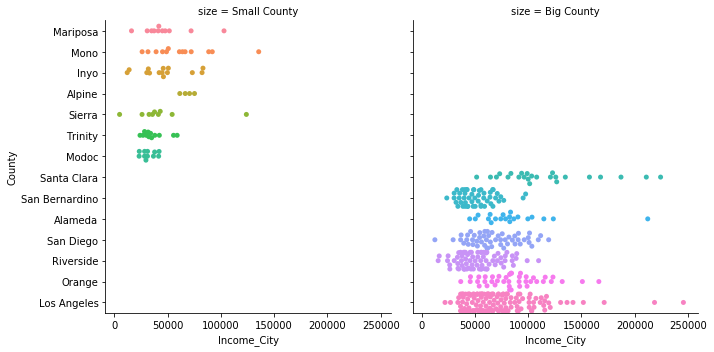 size = Small County
size = Big County
County
Mariposa
Mono
Inyo
Alpine
Sierra
Trinity
Modoc
Santa Clara
San Bernardino
Alameda
San Diego
Riverside
Orange
Los Angeles
0 50000 100000 150000 200000 250000
0 50000 100000 150000 200000 250000
Income_City
Income_City